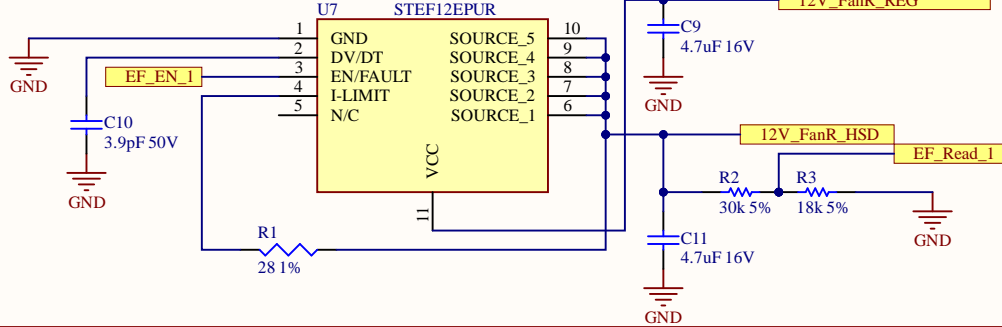 12V_FanR_REG
U7
STEF12EPUR
C9
4.7uF 16V
GND
1
GND
SOURCE_5
10
2
DV/DT
SOURCE_4
9
EF_EN_1
3
EN/FAULT
SOURCE_3
8
4
I-LIMIT
SOURCE_2
7
5
N/C
SOURCE_1
6
VCC
11
GND
C10
3.9pF 50V
GND
12V_FanR_HSD
EF_Read_1
R2
30k 5%
R3
18k 5%
GND
R1
28 1%
C11
4.7uF 16V
GND